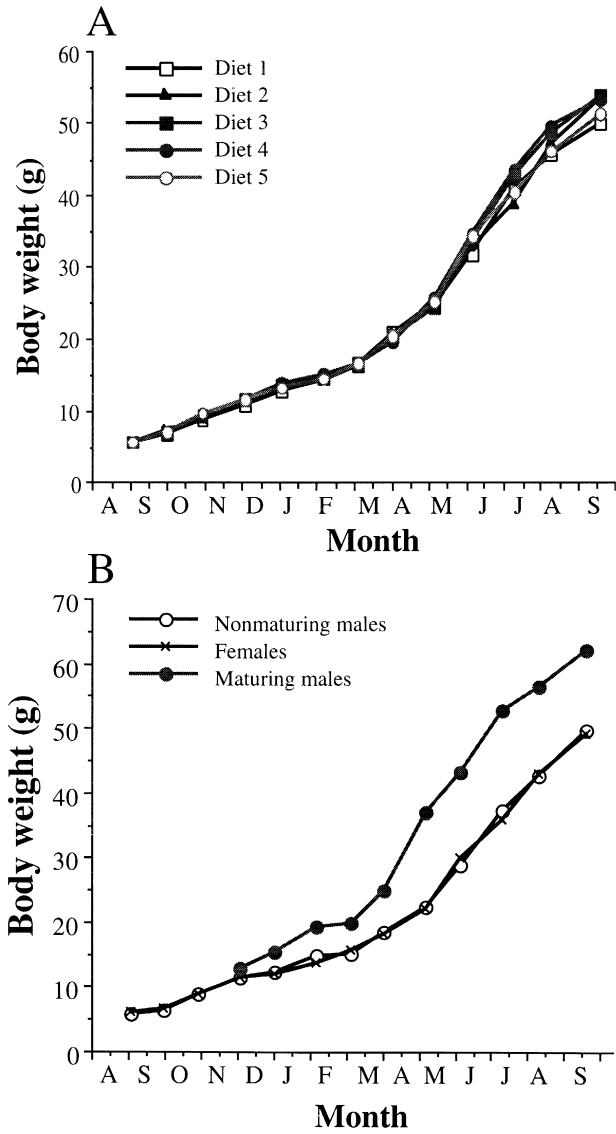 A
60
50
40
30
20
10
0
Body weight (g)
Diet 1
Diet 2
Diet 3
Diet 4
Diet 5
A S O N D J F M A M J J A S
Month
B
70
60
50
40
30
20
10
0
Body weight (g)
Nonmaturing males
Females
Maturing males
A S O N D J F M A M J J A S
Month